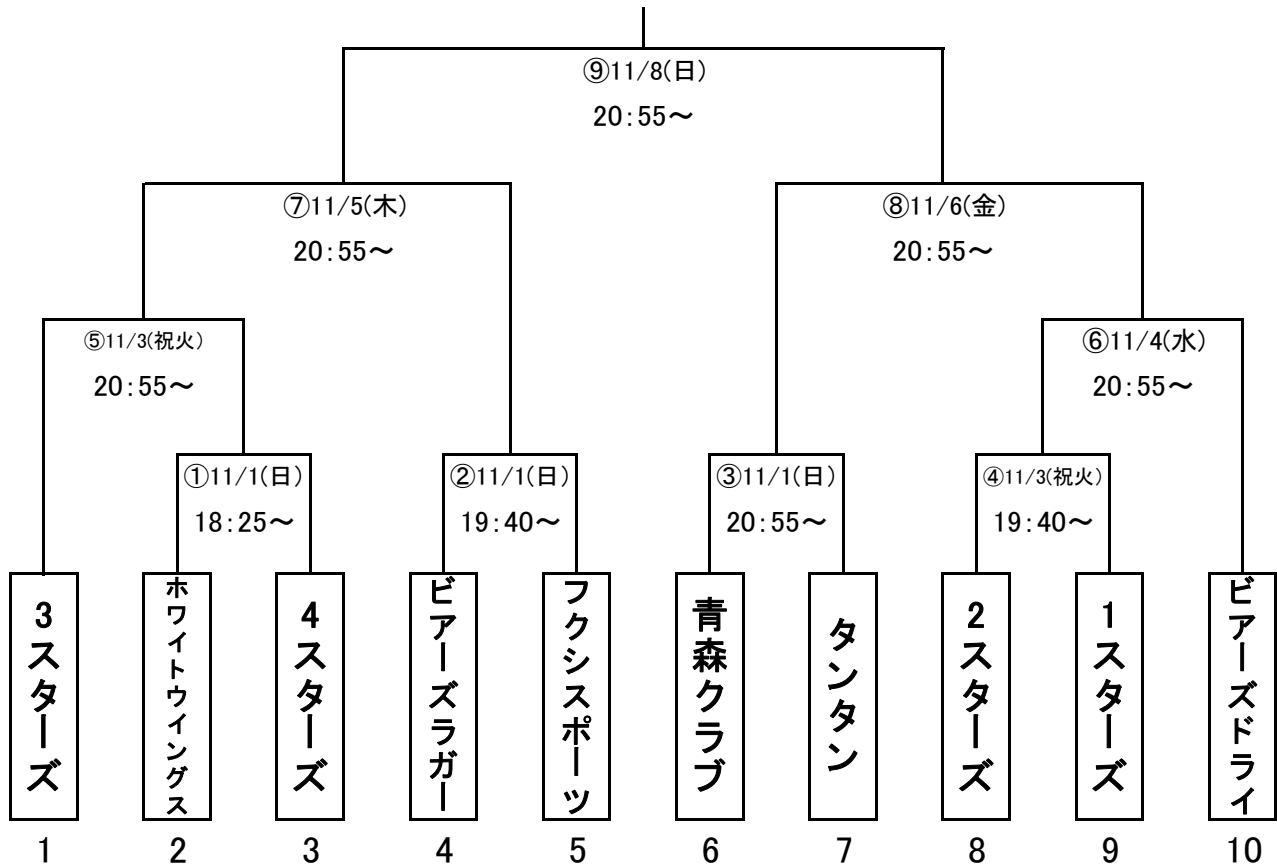 ⑨11/8(日)
20:55～
⑦11/5(木)
20:55～
⑧11/6(金)
20:55～
⑤11/3(祝火)
20:55～
⑥11/4(水)
20:55～
①11/1(日)
18:25～
②11/1(日)
19:40～
③11/1(日)
20:55～
④11/3(祝火)
19:40～
3スターズ
ホワイトウイングス
4スターズ
ビアーズラガー
フクシスポーツ
青森クラブ
タンタン
2スターズ
1スターズ
ビアーズドライ
1 2 3 4 5 6 7 8 9 10